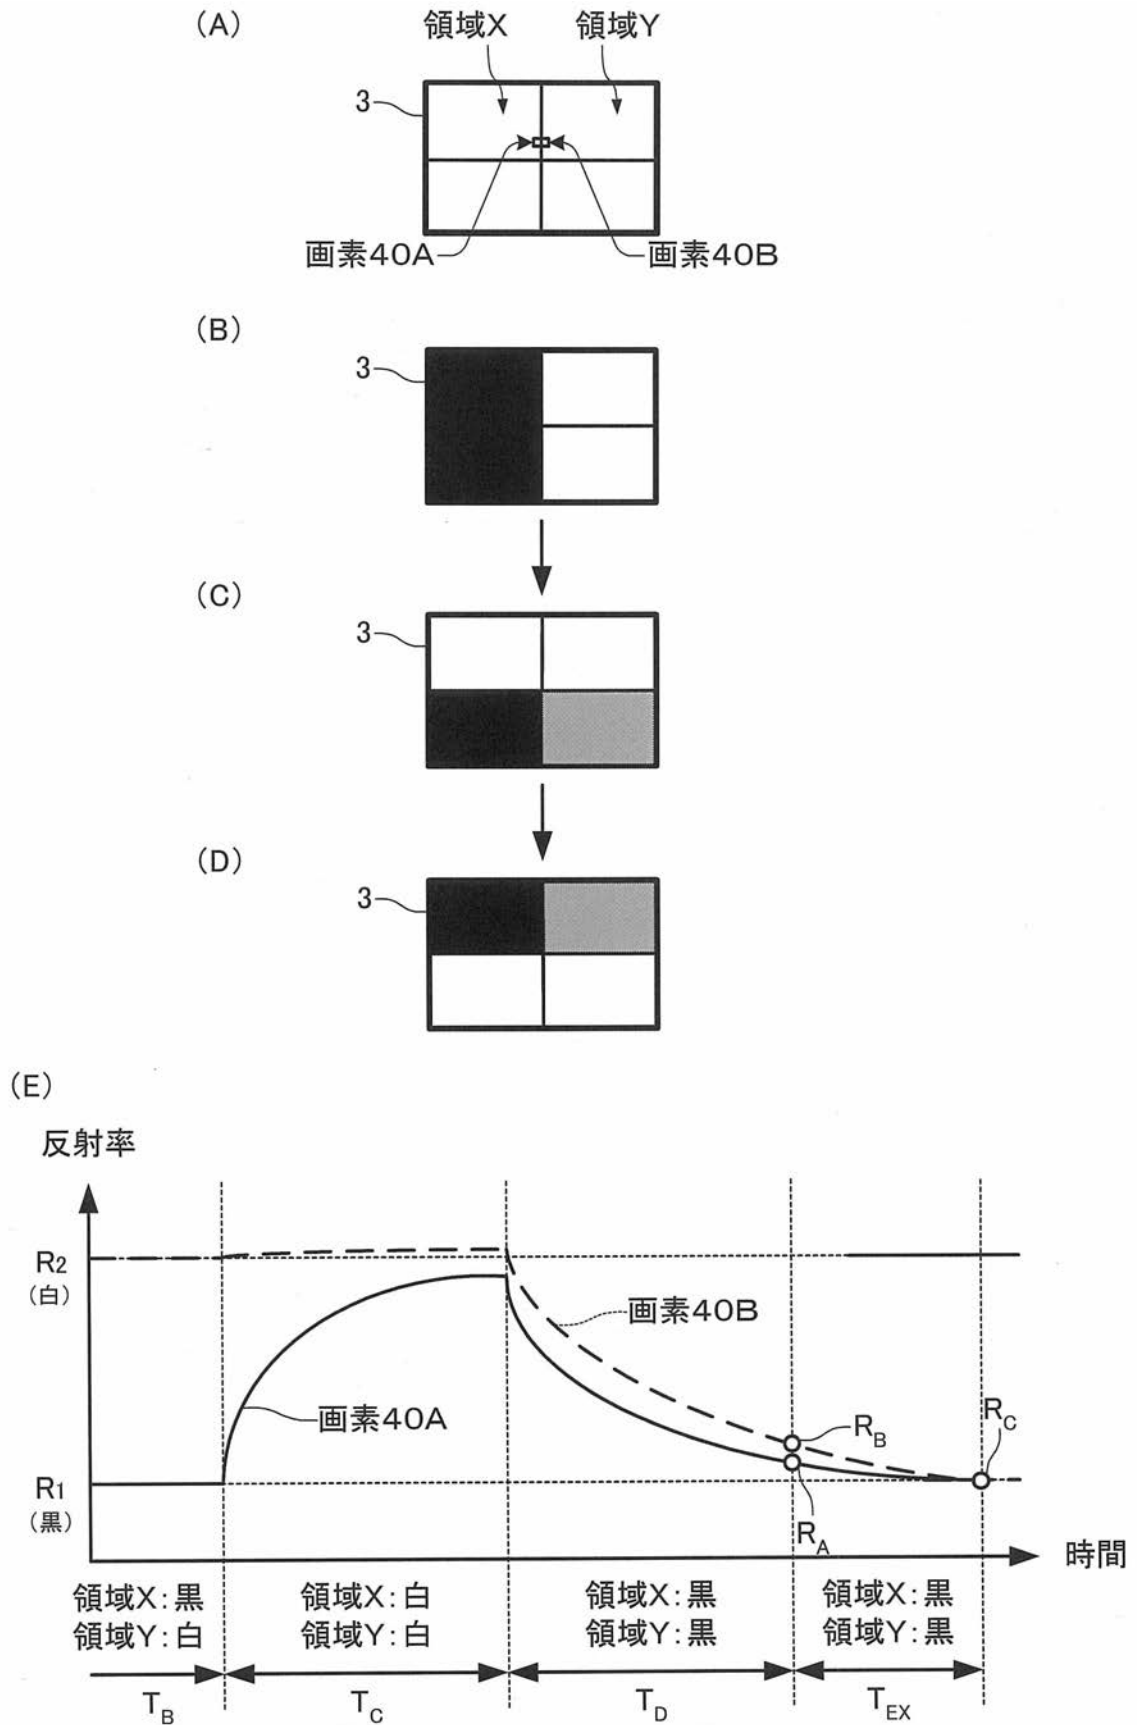 (A)
領域X 領域Y
3
画素40A 画素40B
(B)
3
(C)
3
(D)
3
(E)
反射率
R2
(白)
画素40B
画素40A
RB
RC
R1
(黒)
RA
時間
領域X:黒 領域X:白 領域X:黒 領域X:黒
領域Y:白 領域Y:白 領域Y:黒 領域Y:黒
TB TC TD TEX